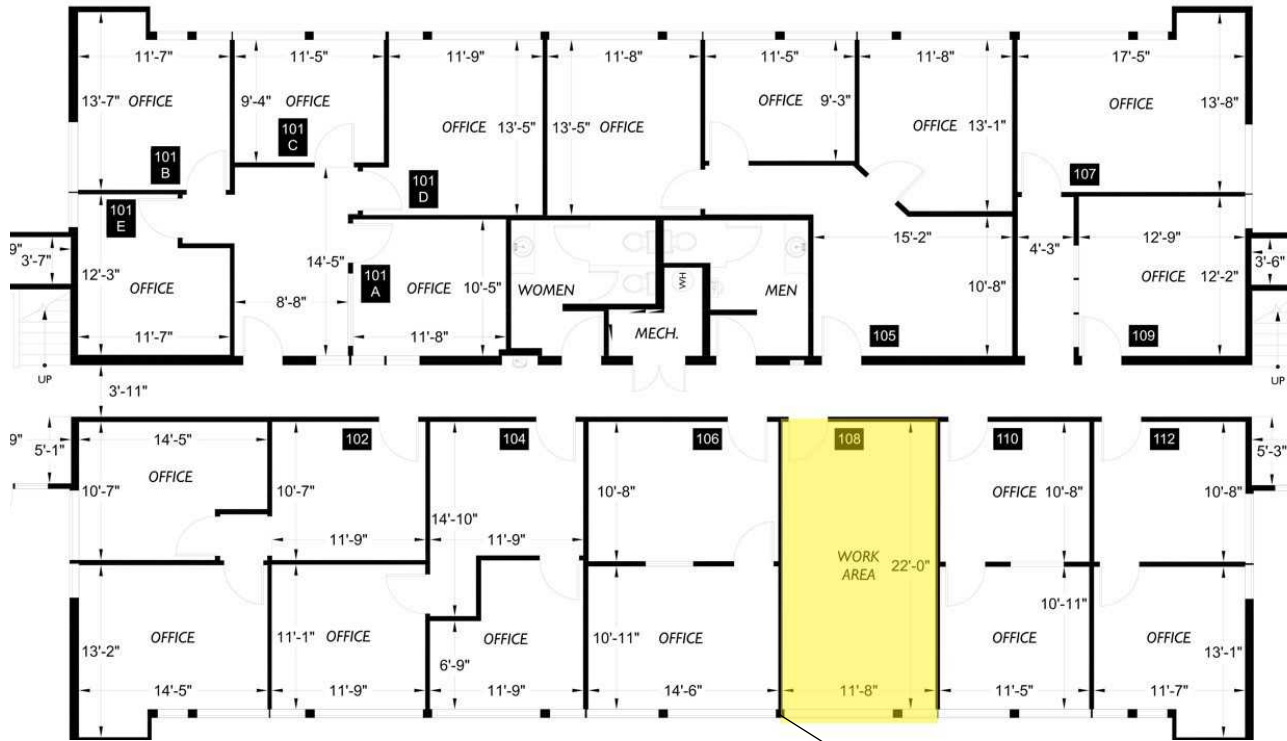 11'-7"
11'-5"
11'-9"
11'-8"
11'-5"
11'-8"
17'-5"
13'-7"
OFFICE
9'-4"
OFFICE
OFFICE
13'-5"
13'-5"
OFFICE
OFFICE
9'-3"
OFFICE
13'-1"
OFFICE
13'-8"
101
B
101
C
101
D
107
101
E
9"
3'-7"
12'-3"
OFFICE
11'-7"
14'-5"
8'-8"
101
A
OFFICE
10'-5"
11'-8"
WOMEN
WH
MEN
MECH.
15'-2"
10'-8"
105
4'-3"
12'-9"
OFFICE
12'-2"
109
3'-6"
UP
UP
3'-11"
9"
5'-1"
14'-5"
OFFICE
10'-7"
102
10'-7"
11'-9"
104
14'-10"
11'-9"
106
10'-8"
108
WORK
AREA
22'-0"
110
OFFICE
10'-8"
112
10'-8"
5'-3"
13'-2"
OFFICE
14'-5"
11'-1"
OFFICE
11'-9"
6'-9"
OFFICE
11'-9"
10'-11"
OFFICE
14'-6"
11'-8"
10'-11"
OFFICE
11'-5"
OFFICE
13'-1"
11'-7"